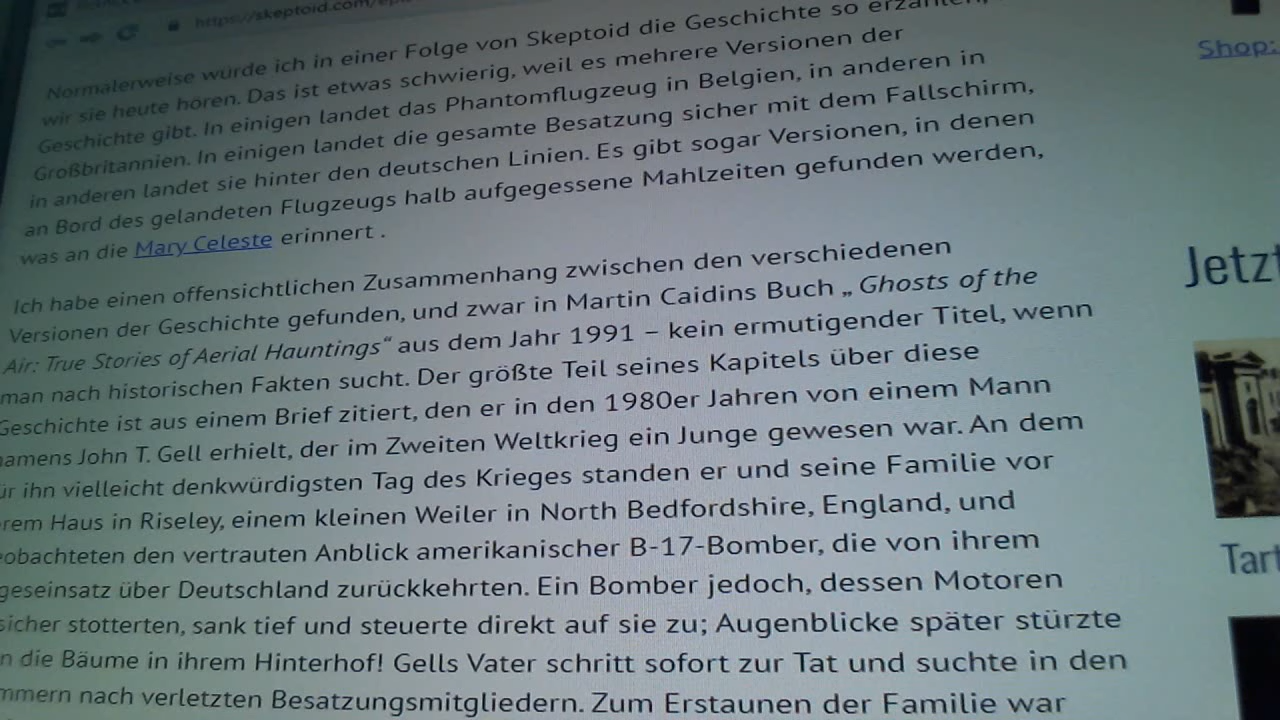 https://skeptoid.com/
Normalerweise würde ich in einer Folge von Skeptoid die Geschichte so
wir sie heute hören. Das ist etwas schwierig, weil es mehrere Versionen der
Geschichte gibt. In einigen landet das Phantomflugzeug in Belgien, in anderen in
Großbritannien. In einigen landet die gesamte Besatzung sicher mit dem Fallschirm,
in anderen landet sie hinter den deutschen Linien. Es gibt sogar Versionen, in denen
an Bord des gelandeten Flugzeugs halb aufgegessene Mahlzeiten gefunden werden,
was an die Mary Celeste erinnert .
Ich habe einen offensichtlichen Zusammenhang zwischen den verschiedenen
Versionen der Geschichte gefunden, und zwar in Martin Caidins Buch „ Ghosts of the
Air: True Stories of Aerial Hauntings“ aus dem Jahr 1991 – kein ermutigender Titel, wenn
man nach historischen Fakten sucht. Der größte Teil seines Kapitels über diese
Geschichte ist aus einem Brief zitiert, den er in den 1980er Jahren von einem Mann
namens John T. Gell erhielt, der im Zweiten Weltkrieg ein Junge gewesen war. An dem
ür ihn vielleicht denkwürdigsten Tag des Krieges standen er und seine Familie vor
rem Haus in Riseley, einem kleinen Weiler in North Bedfordshire, England, und
obachteten den vertrauten Anblick amerikanischer B-17-Bomber, die von ihrem
geseinsatz über Deutschland zurückkehrten. Ein Bomber jedoch, dessen Motoren
sicher stotterten, sank tief und steuerte direkt auf sie zu; Augenblicke später stürzte
n die Bäume in ihrem Hinterhof! Gells Vater schritt sofort zur Tat und suchte in den
mmern nach verletzten Besatzungsmitgliedern. Zum Erstaunen der Familie war
Shop:
Jetzt
Tart